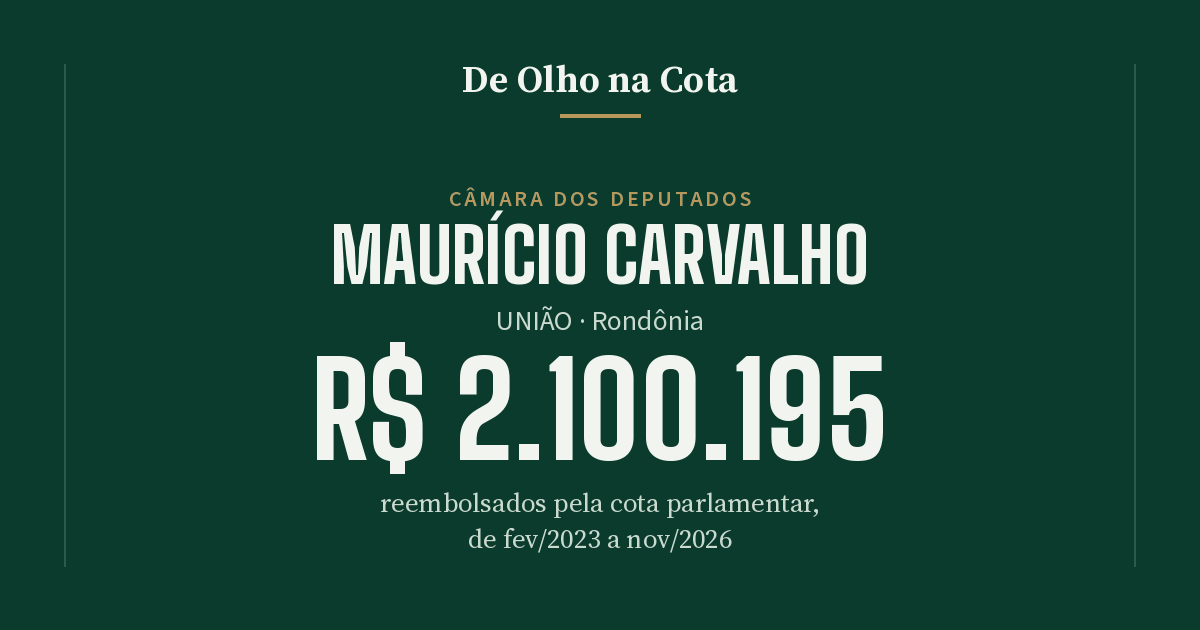 De Olho na Cota
CÂMARA DOS DEPUTADOS
MAURÍCIO CARVALHO
UNIÃO · Rondônia
R$ 2.100.195
reembolsados pela cota parlamentar,
de fev/2023 a nov/2026